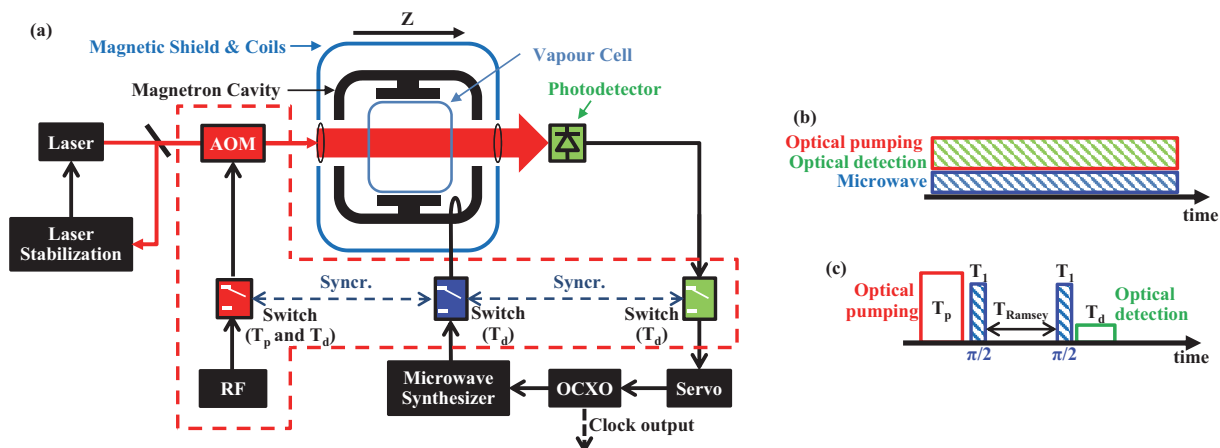 (a)
Z
Magnetic Shield & Coils
Vapour Cell
Magnetron Cavity
Photodetector
Laser
AOM
Laser
Stabilization
Syncr.
Syncr.
Switch
(Tp and Td)
Switch
(Td)
Switch
(Td)
RF
Microwave
Synthesizer
OCXO
Servo
Clock output
(b)
Optical pumping
Optical detection
Microwave
time
(c)
Optical
pumping
Tp
T1
TRamsey
T1
Td
Optical
detection
π/2
π/2
time